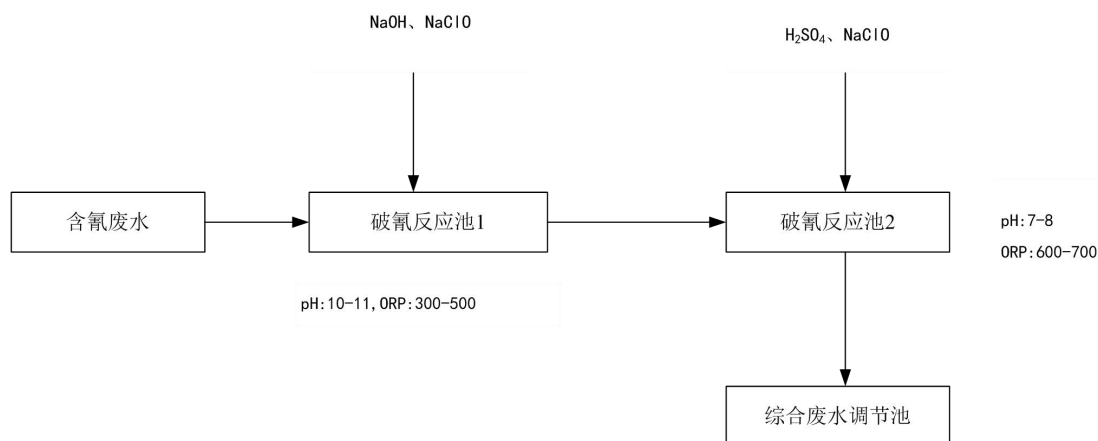 NaOH、NaClO
H₂SO₄、NaClO
含氰废水
破氰反应池1
破氰反应池2
pH:7-8
ORP:600-700
pH:10-11,ORP:300-500
综合废水调节池